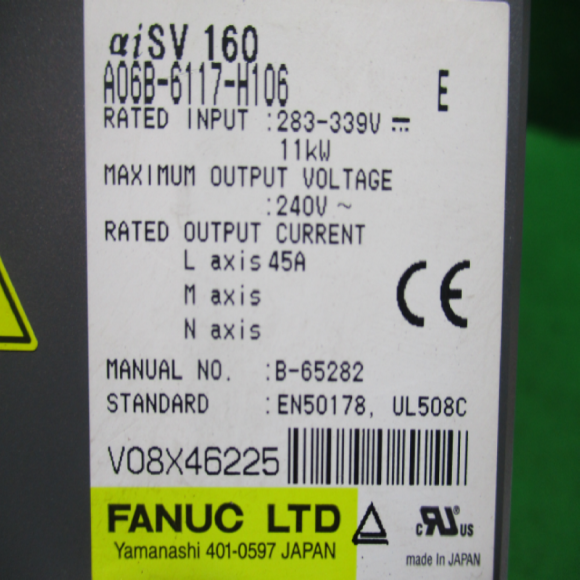 αiSV 160
A06B-6117-H106 E
RATED INPUT :283-339V ⎓
11kW
MAXIMUM OUTPUT VOLTAGE
:240V ~
RATED OUTPUT CURRENT
L axis 45A
M axis
N axis
CE
MANUAL NO. :B-65282
STANDARD :EN50178, UL508C
V08X46225
FANUC LTD
Yamanashi 401-0597 JAPAN
c RU US
made in JAPAN